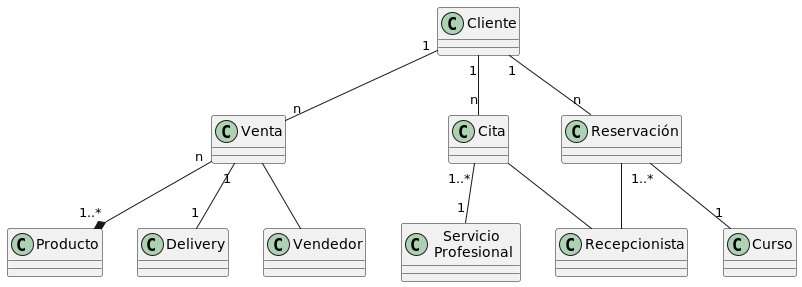 C Cliente
1
1
1
n
n
n
C Venta
C Cita
C Reservación
n
1
1..*
1..*
1..*
1
1
1
C Producto
C Delivery
C Vendedor
C Servicio
Profesional
C Recepcionista
C Curso